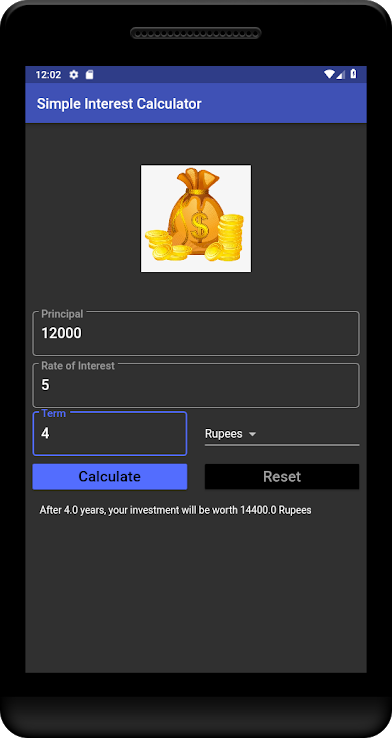 12:02
Simple Interest Calculator
$
Principal
12000
Rate of Interest
5
Term
4
Rupees
Calculate
Reset
After 4.0 years, your investment will be worth 14400.0 Rupees